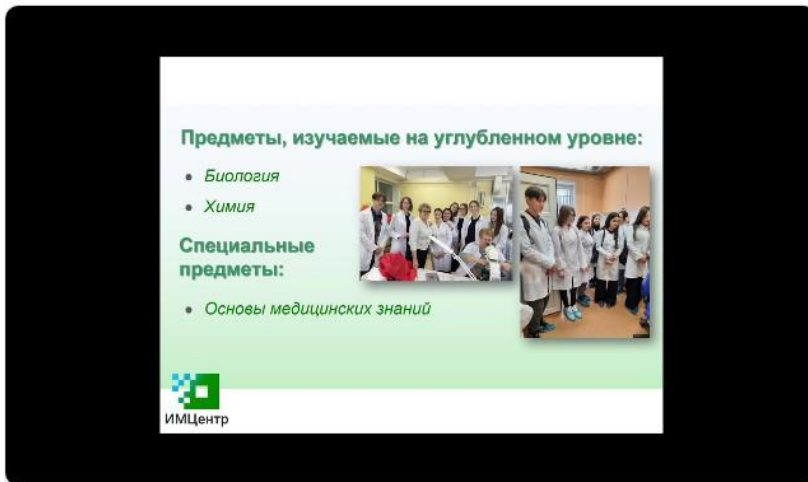 Предметы, изучаемые на углубленном уровне:
• Биология
• Химия
Специальные
предметы:
• Основы медицинских знаний
ИМЦентр